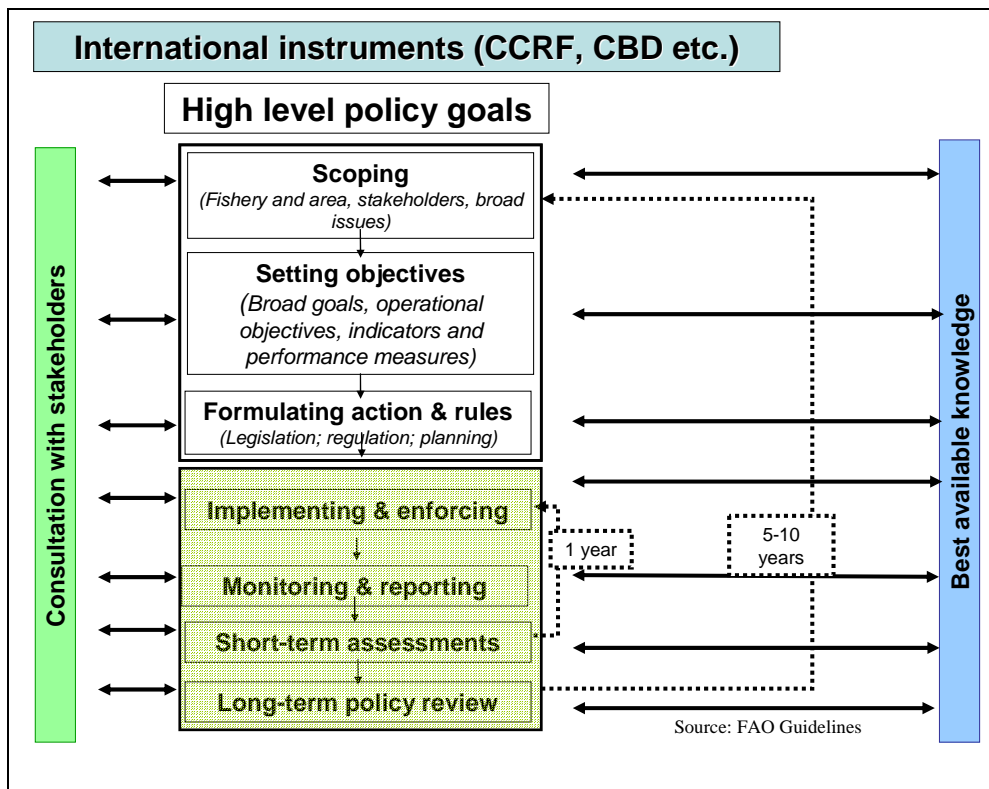 International instruments (CCRF, CBD etc.)
High level policy goals
Consultation with stakeholders
Scoping
(Fishery and area, stakeholders, broad
issues)
Setting objectives
(Broad goals, operational
objectives, indicators and
performance measures)
Formulating action & rules
(Legislation; regulation; planning)
Implementing & enforcing
Monitoring & reporting
Short-term assessments
Long-term policy review
1 year
5-10
years
Best available knowledge
Source: FAO Guidelines